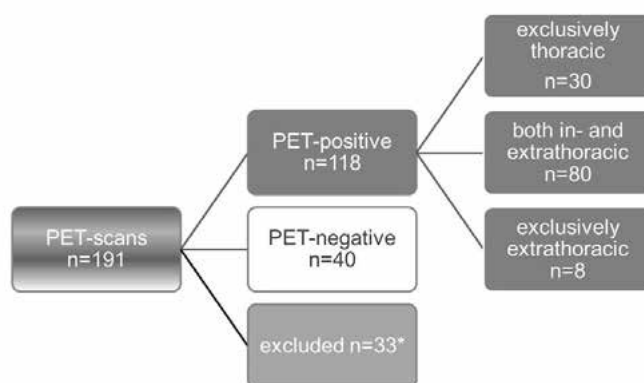 PET-scans
n=191
PET-positive
n=118
PET-negative
n=40
excluded n=33*
exclusively
thoracic
n=30
both in- and
extrathoracic
n=80
exclusively
extrathoracic
n=8